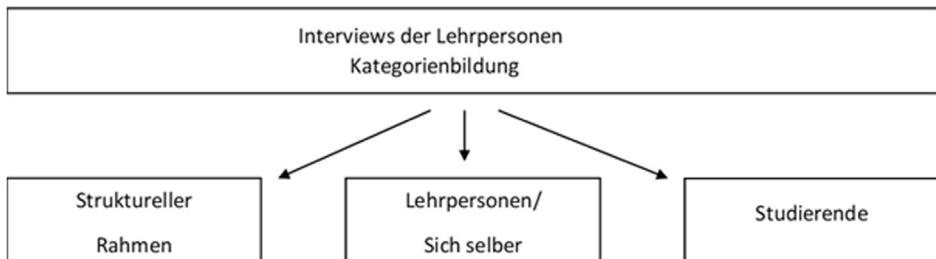 Interviews der Lehrpersonen
Kategorienbildung
Struktureller
Rahmen
Lehrpersonen/
Sich selber
Studierende